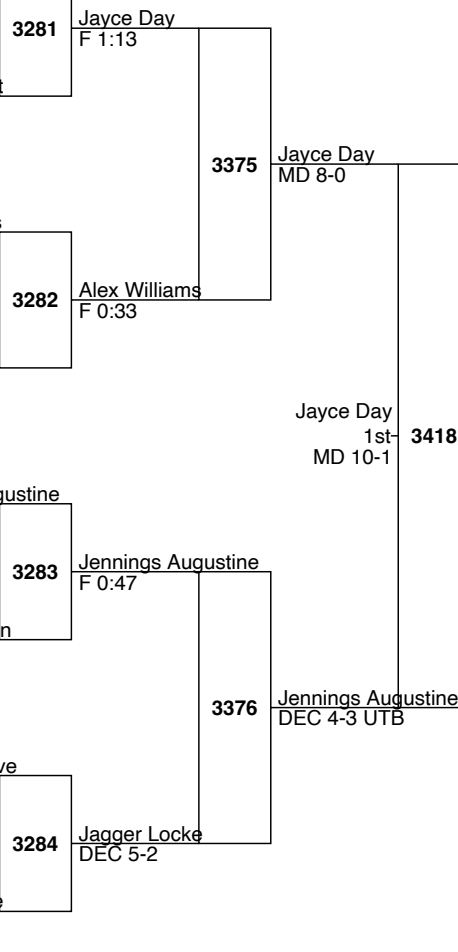 3281
Jayce Day
F 1:13
3375
Jayce Day
MD 8-0
3282
Alex Williams
F 0:33
Jayce Day
1st
MD 10-1
3418
3283
Jennings Augustine
F 0:47
3376
Jennings Augustine
DEC 4-3 UTB
3284
Jagger Locke
DEC 5-2